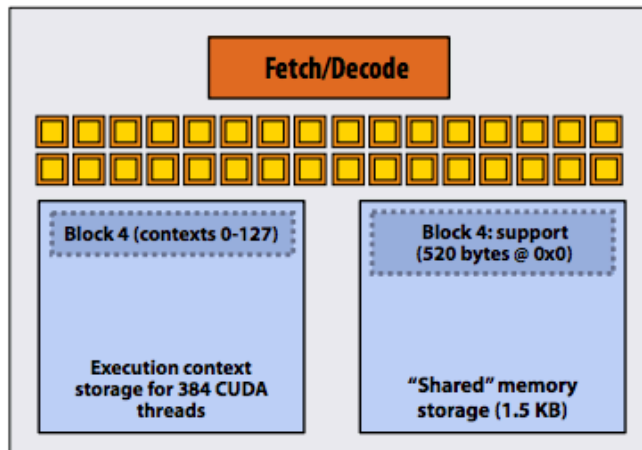 Fetch/Decode
Block 4 (contexts 0-127)
Execution context
storage for 384 CUDA
threads
Block 4: support
(520 bytes @ 0x0)
“Shared” memory
storage (1.5 KB)